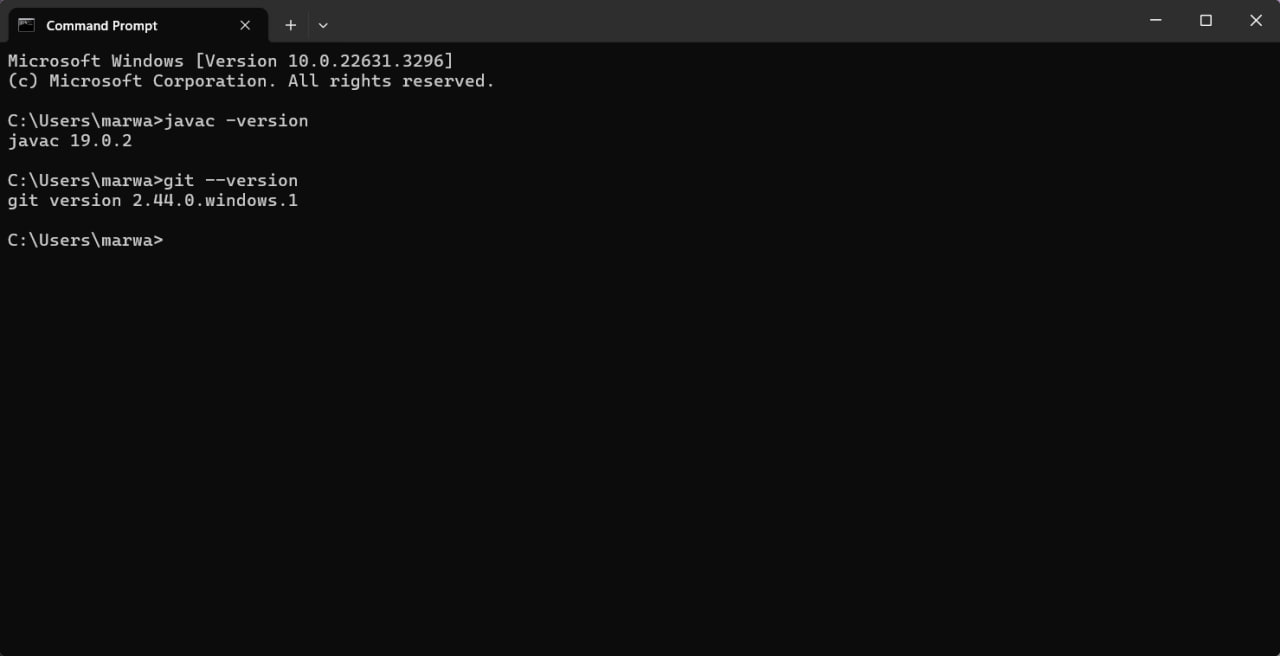 Command Prompt
Microsoft Windows [Version 10.0.22631.3296]
(c) Microsoft Corporation. All rights reserved.
C:\Users\marwa>javac -version
javac 19.0.2
C:\Users\marwa>git --version
git version 2.44.0.windows.1
C:\Users\marwa>